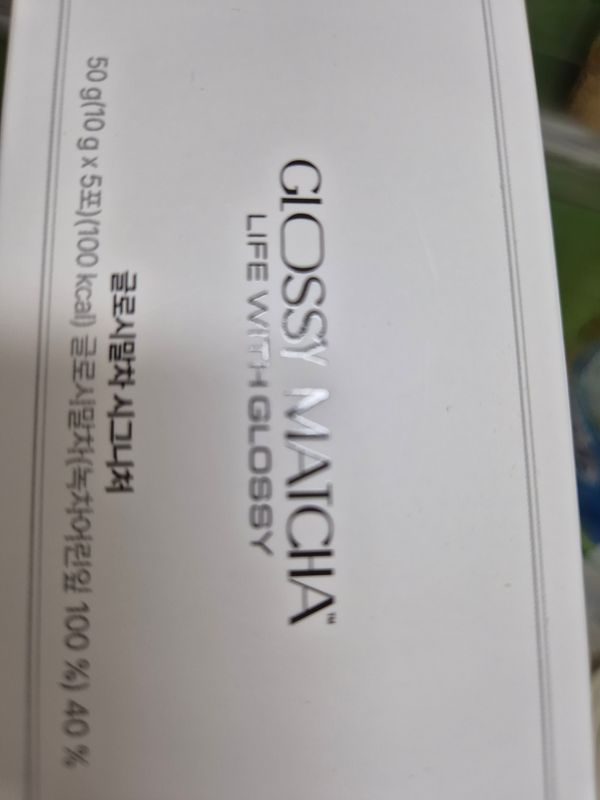 GLOSSY MATCHA™
LIFE WITH GLOSSY
글로시말차 시그니처
50 g(10 g x 5포)(100 kcal) 글로시말차(녹차어린잎 100 %) 40 %